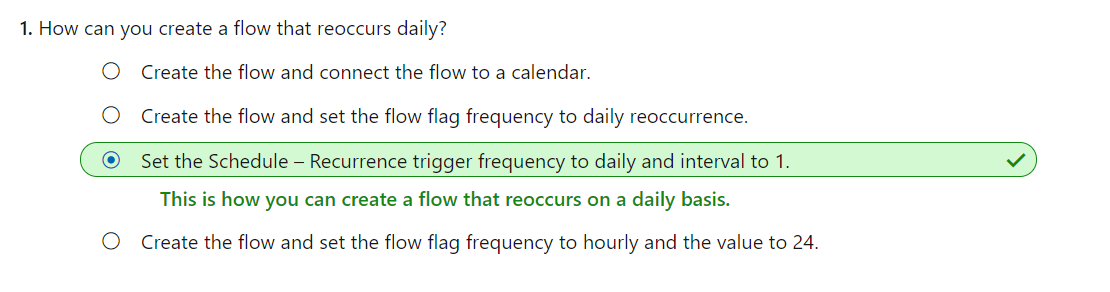 1. How can you create a flow that reoccurs daily?
Create the flow and connect the flow to a calendar.
Create the flow and set the flow flag frequency to daily reoccurrence.
Set the Schedule – Recurrence trigger frequency to daily and interval to 1.
This is how you can create a flow that reoccurs on a daily basis.
Create the flow and set the flow flag frequency to hourly and the value to 24.